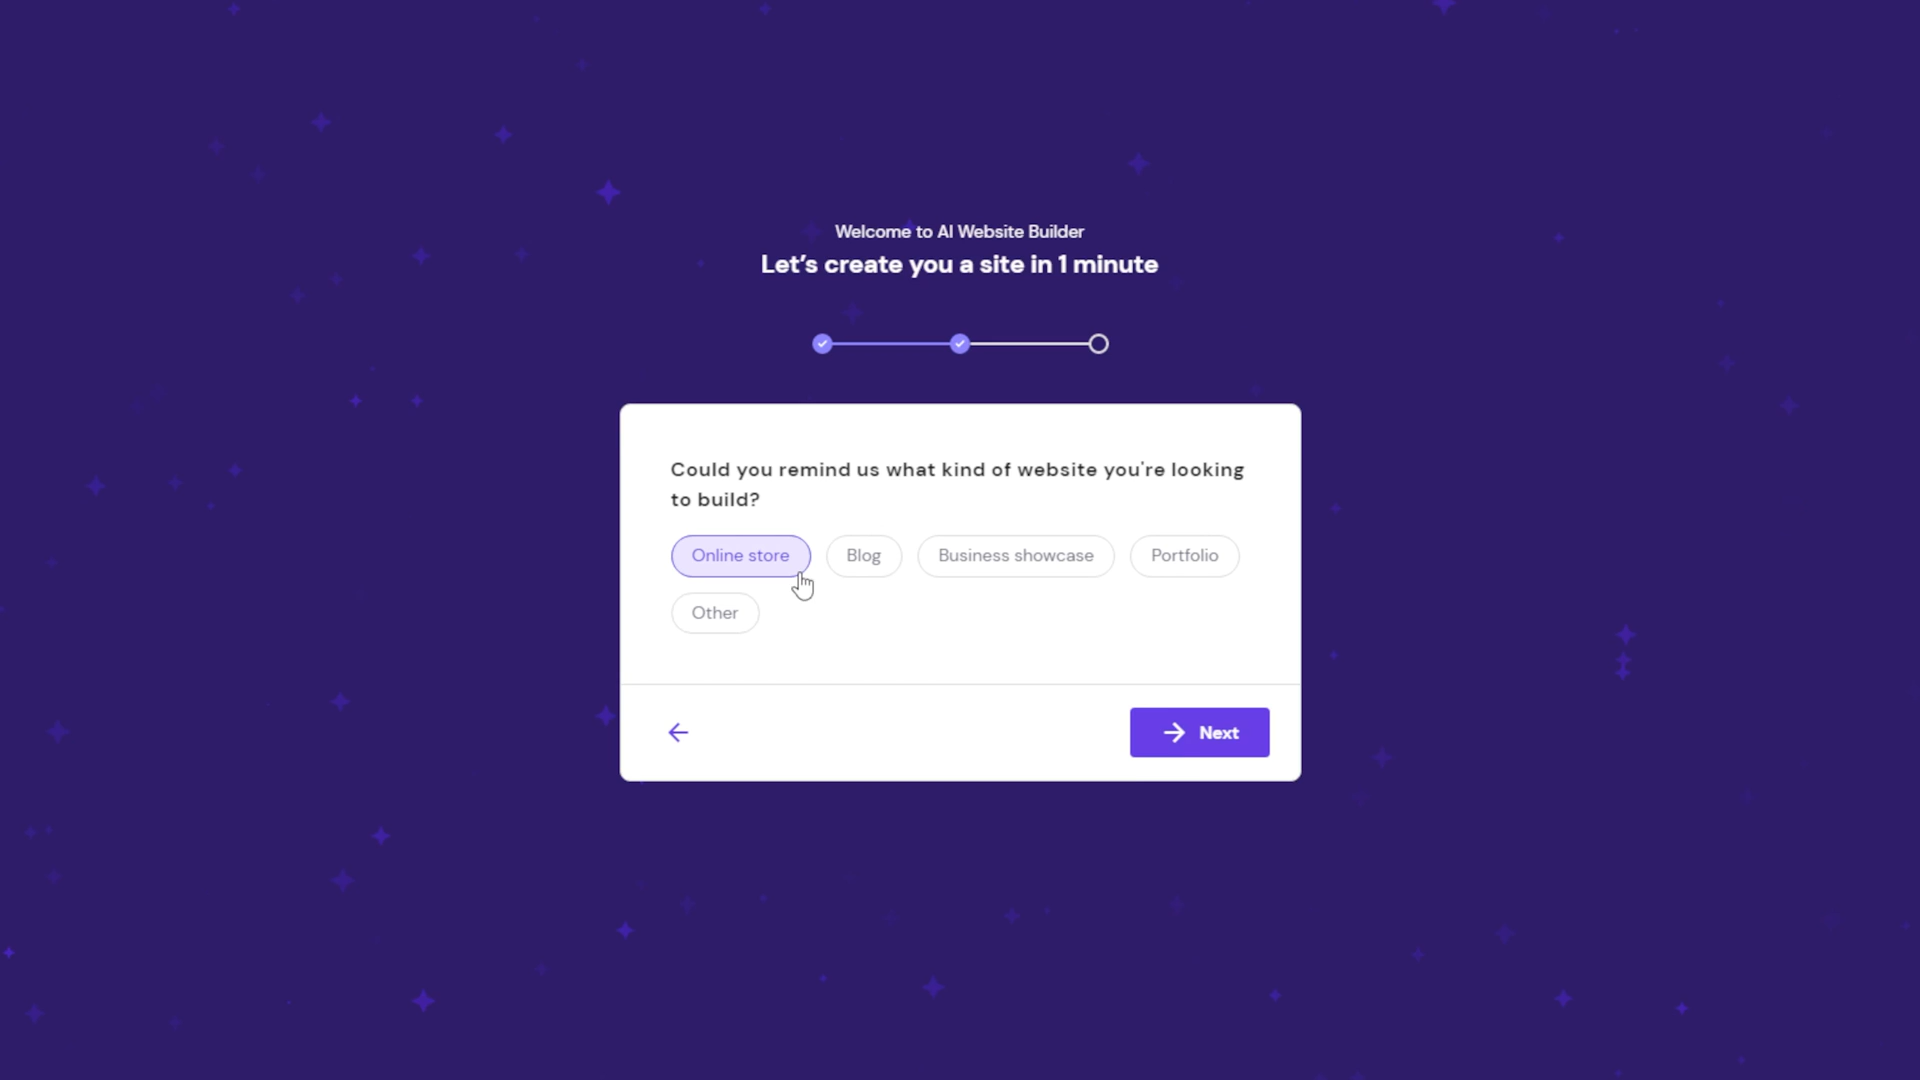 Welcome to AI Website Builder
Let’s create you a site in 1 minute
Could you remind us what kind of website you're looking
to build?
Online store
Blog
Business showcase
Portfolio
Other
Next